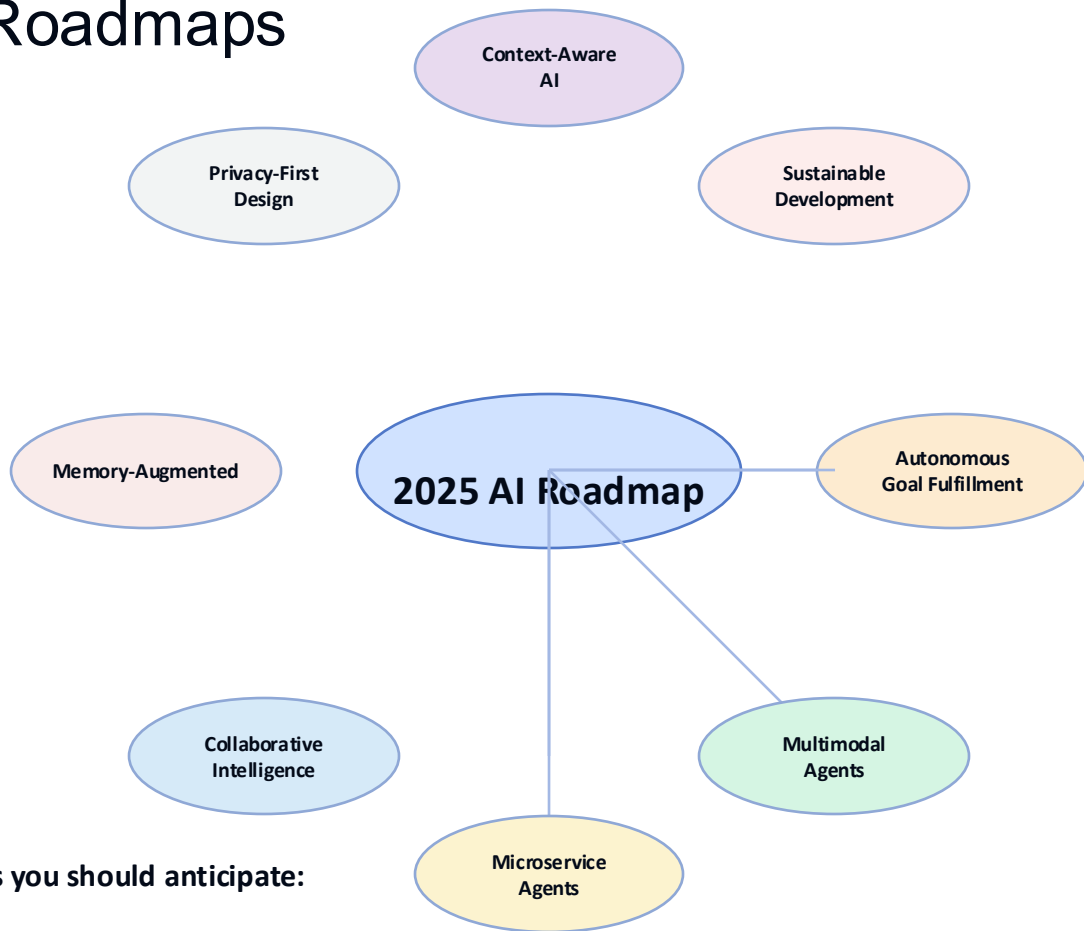 Roadmaps
Context-Aware
AI
Privacy-First
Design
Sustainable
Development
Memory-Augmented
2025 AI Roadmap
Autonomous
Goal Fulfillment
Collaborative
Intelligence
Multimodal
Agents
Microservice
Agents
s you should anticipate: